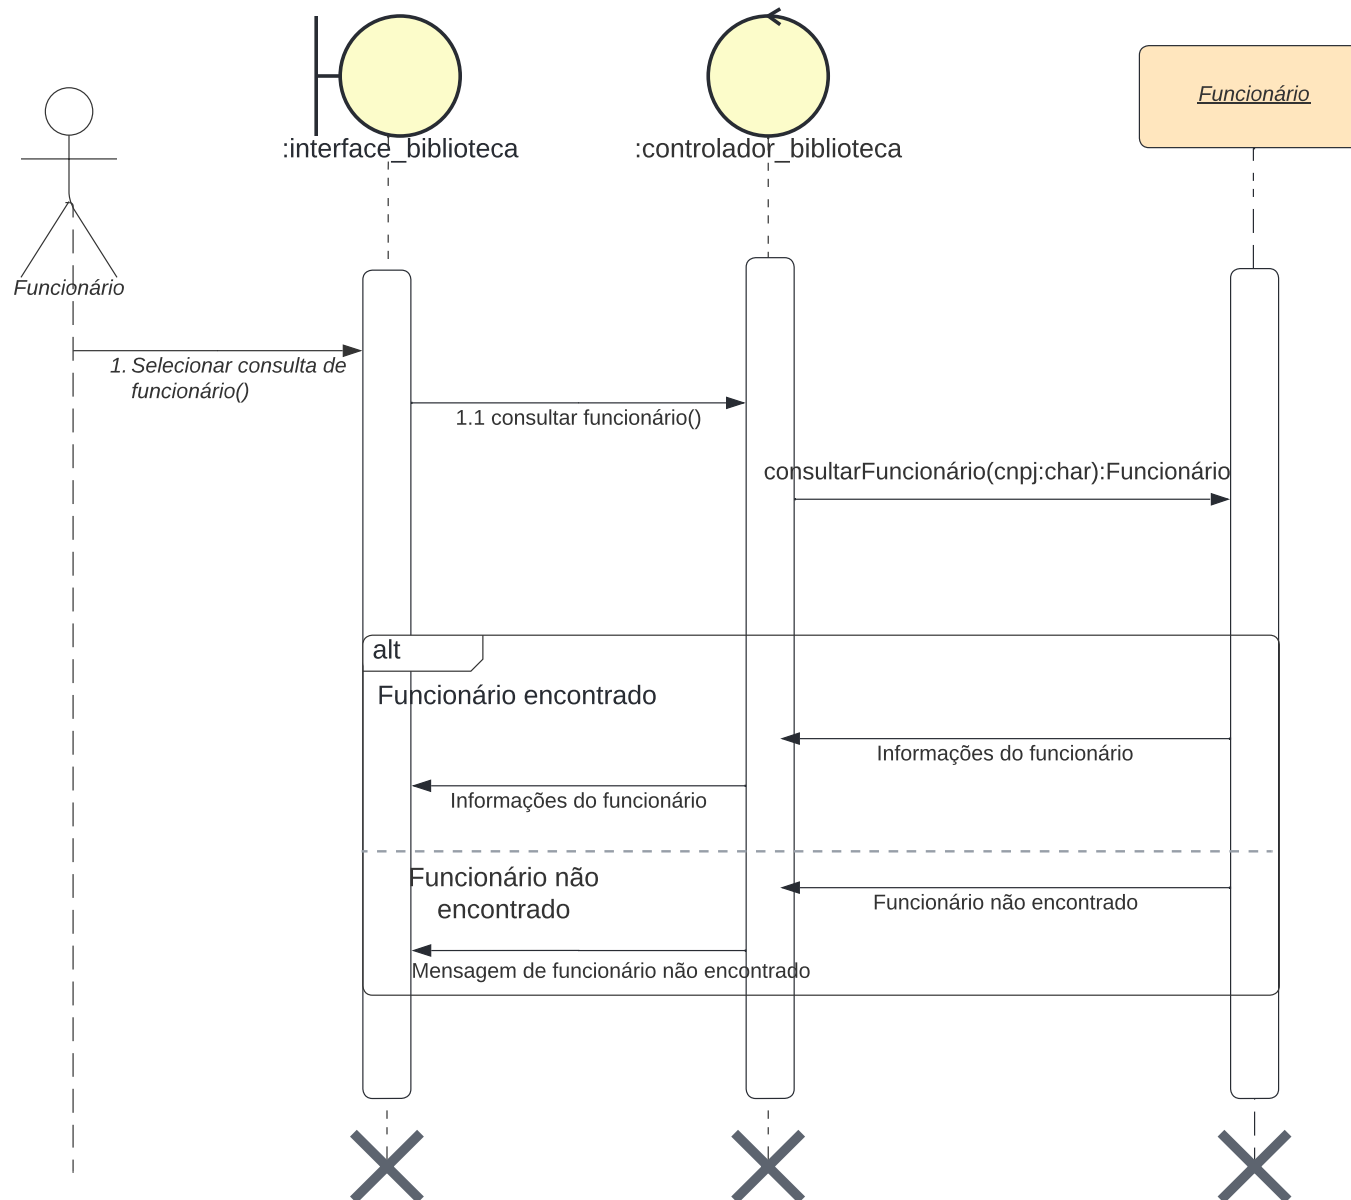 Funcionário
:interface_biblioteca
:controlador_biblioteca
Funcionário
1. Selecionar consulta de
funcionário()
1.1 consultar funcionário()
consultarFuncionário(cnpj:char):Funcionário
alt
Funcionário encontrado
Informações do funcionário
Informações do funcionário
Funcionário não
encontrado
Funcionário não encontrado
Mensagem de funcionário não encontrado